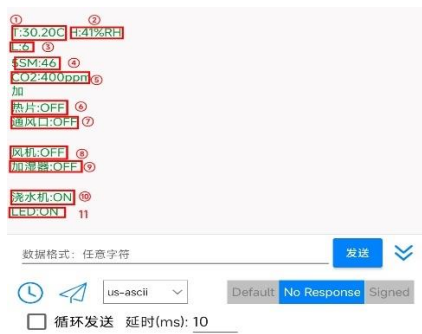 ① ②
T:30.20C H:41%RH
L:6 ③
SSM:46 ④
CO2:400ppm ⑤
加
热片:OFF ⑥
通风口:OFF ⑦
风机:OFF ⑧
加湿器:OFF ⑨
浇水机:ON ⑩
LED:ON 11
数据格式：任意字符 发送
us-ascii Default No Response Signed
循环发送 延时(ms): 10